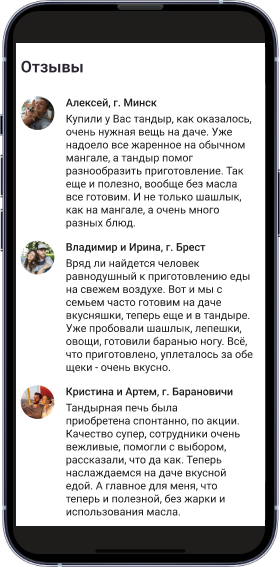 Отзывы
Алексей, г. Минск
Купили у Вас тандыр, как оказалось,
очень нужная вещь на даче. Уже
надоело все жаренное на обычном
мангале, а тандыр помог
разнообразить приготовление. Так
еще и полезно, вообще без масла
все готовим. И не только шашлык,
как на мангале, а очень много
разных блюд.
Владимир и Ирина, г. Брест
Вряд ли найдется человек
равнодушный к приготовлению еды
на свежем воздухе. Вот и мы с
семьем часто готовим на даче
вкусняшки, теперь еще и в тандыре.
Уже пробовали шашлык, лепешки,
овощи, готовили баранью ногу. Всё,
что приготовлено, уплеталось за обе
щеки - очень вкусно.
Кристина и Артем, г. Барановичи
Тандырная печь была
приобретена спонтанно, по акции.
Качество супер, сотрудники очень
вежливые, помогли с выбором,
рассказали, что да как. Теперь
наслаждаемся на даче вкусной
едой. А главное для меня, что
теперь и полезной, без жарки и
использования масла.